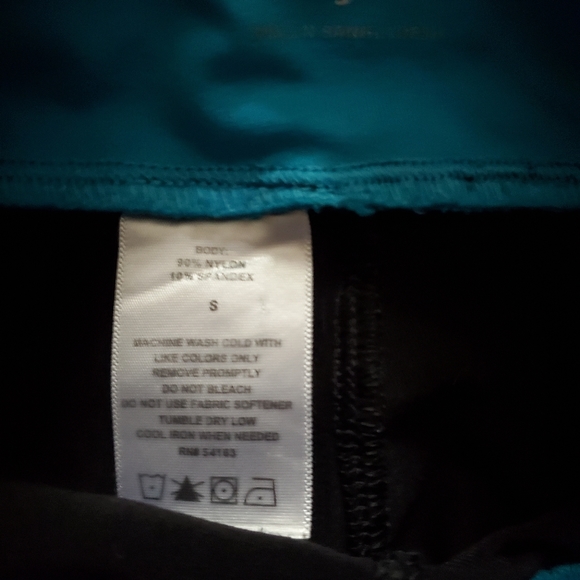 BODY:
90% NYLON
10% SPANDEX
S
MACHINE WASH COLD WITH
LIKE COLORS ONLY
REMOVE PROMPTLY
DO NOT BLEACH
DO NOT USE FABRIC SOFTENER
TUMBLE DRY LOW
COOL IRON WHEN NEEDED
RN# 54163